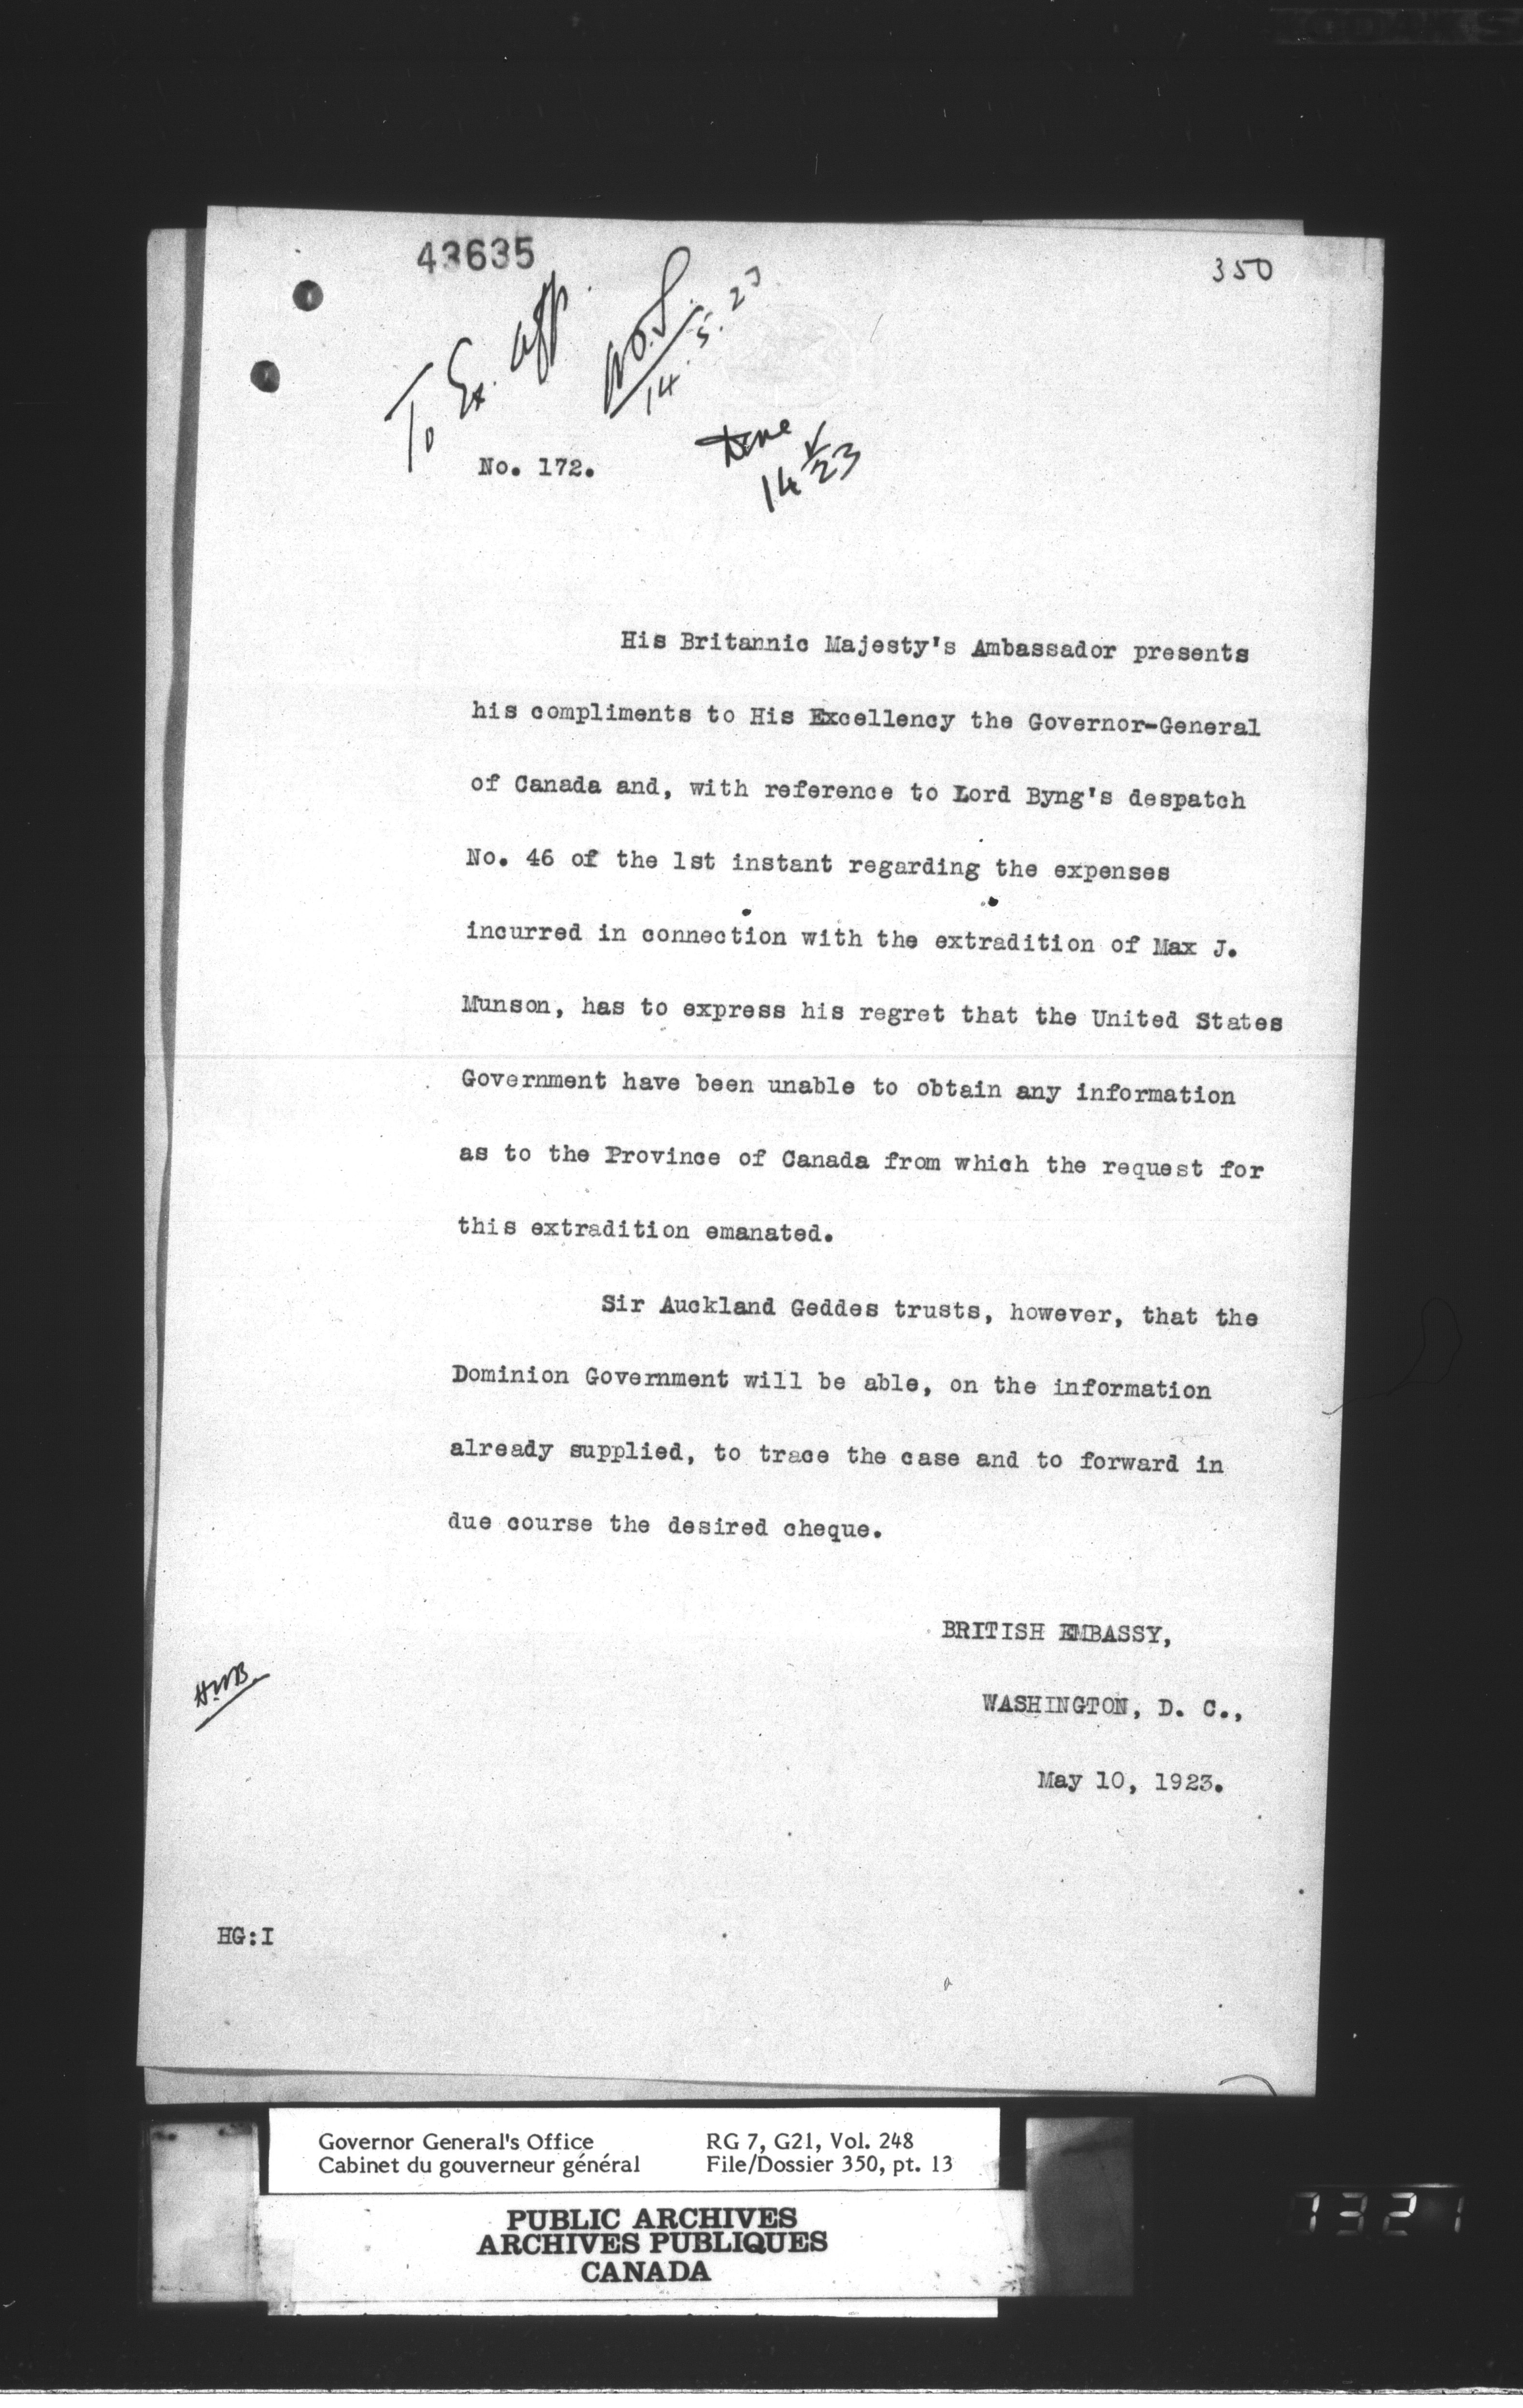 43635
350
To Ex. Aff.
14.5.23
Done
14 5/23
No. 172.
His Britannic Majesty's Ambassador presents
his compliments to His Excellency the Governor-General
of Canada and, with reference to Lord Byng's despatch
No. 46 of the 1st instant regarding the expenses
incurred in connection with the extradition of Max J.
Munson, has to express his regret that the United States
Government have been unable to obtain any information
as to the Province of Canada from which the request for
this extradition emanated.
Sir Auckland Geddes trusts, however, that the
Dominion Government will be able, on the information
already supplied, to trace the case and to forward in
due course the desired cheque.
BRITISH EMBASSY,
WASHINGTON, D. C.,
May 10, 1923.
HG:I
Governor General's Office
Cabinet du gouverneur général
RG 7, G21, Vol. 248
File/Dossier 350, pt. 13
PUBLIC ARCHIVES
ARCHIVES PUBLIQUES
CANADA
1321